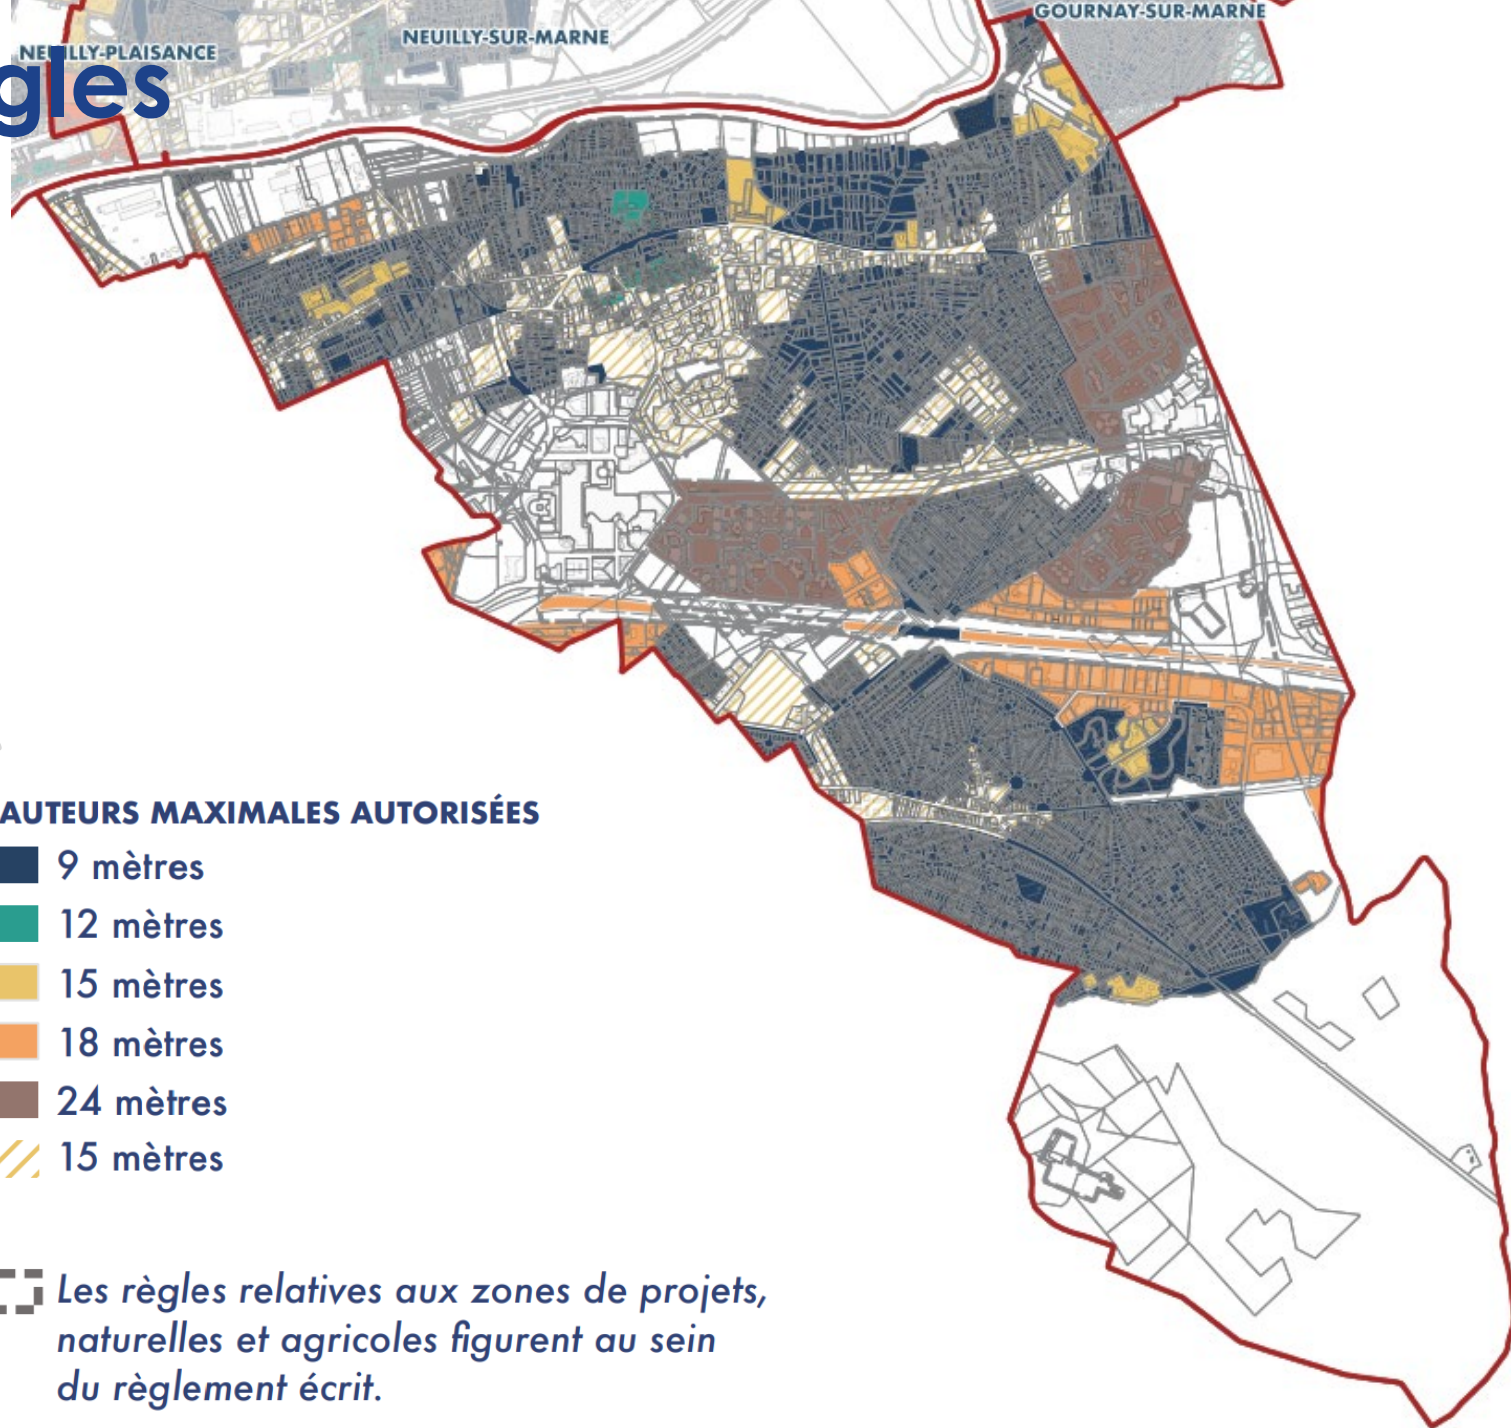 GOURNAY-SUR-MARNE
NEUILLY-SUR-MARNE
NEUILLY-PLAISANCE
gles
AUTEURS MAXIMALES AUTORISÉES
9 mètres
12 mètres
15 mètres
18 mètres
24 mètres
15 mètres
Les règles relatives aux zones de projets,
naturelles et agricoles figurent au sein
du règlement écrit.